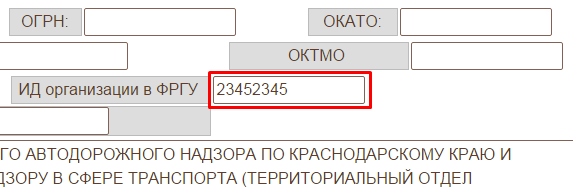 ОГРН: ОКАТО:
ОКТМО
ИД организации в ФРГУ 23452345
ГО АВТОДОРОЖНОГО НАДЗОРА ПО КРАСНОДАРСКОМУ КРАЮ И
ДЗОРУ В СФЕРЕ ТРАНСПОРТА (ТЕРРИТОРИАЛЬНЫЙ ОТДЕЛ